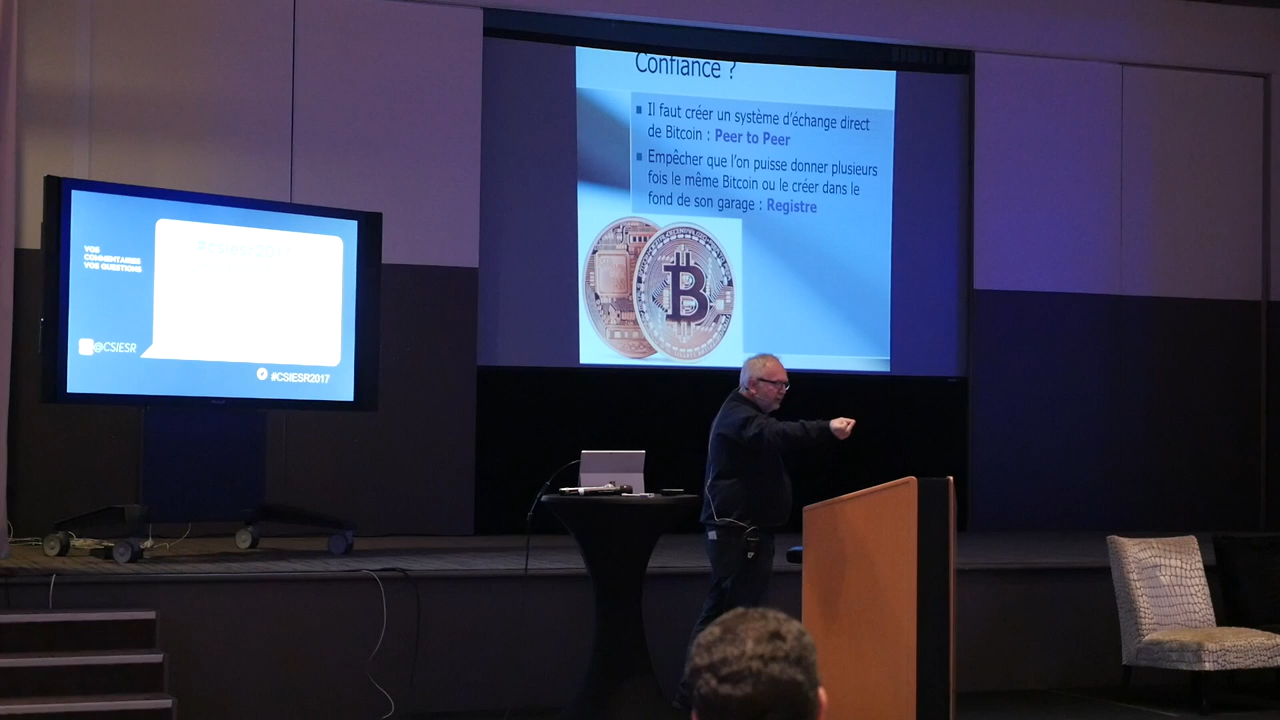 Confiance ?
Il faut créer un système d'échange direct
de Bitcoin : Peer to Peer
Empêcher que l'on puisse donner plusieurs
fois le même Bitcoin ou le créer dans le
fond de son garage : Registre
#csiesr2017
VOS
COMMENTAIRES
VOS QUESTIONS
@CSIESR
#CSIESR2017